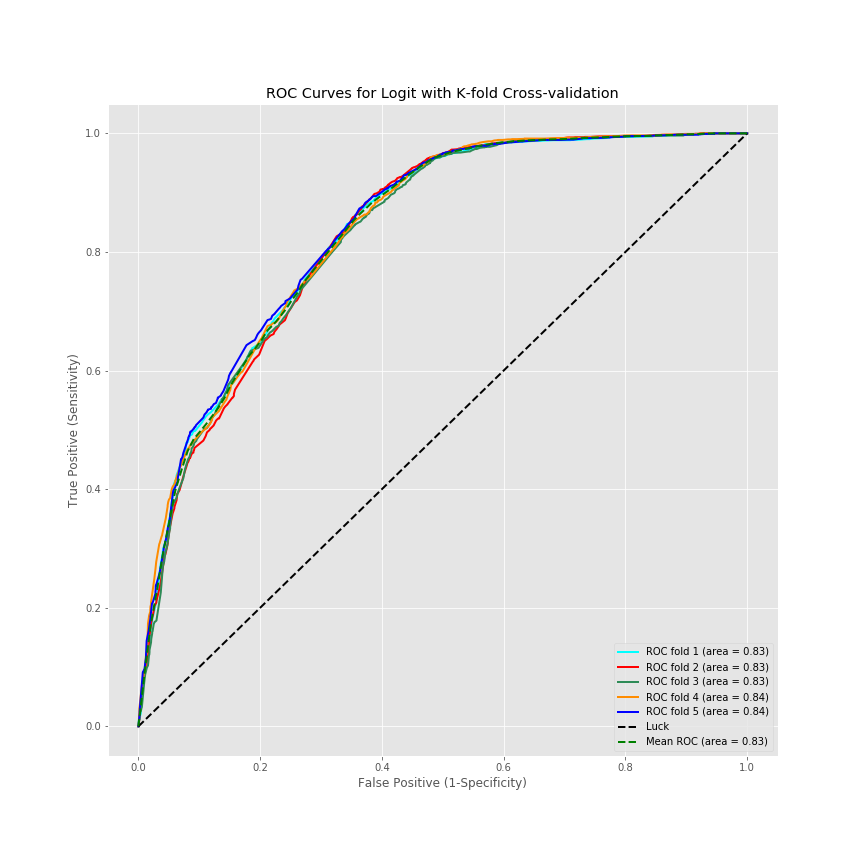 ROC Curves for Logit with K-fold Cross-validation
True Positive (Sensitivity)
1.0
0.8
0.6
0.4
0.2
0.0
ROC fold 1 (area = 0.83)
ROC fold 2 (area = 0.83)
ROC fold 3 (area = 0.83)
ROC fold 4 (area = 0.84)
ROC fold 5 (area = 0.84)
Luck
Mean ROC (area = 0.83)
0.0 0.2 0.4 0.6 0.8 1.0
False Positive (1-Specificity)